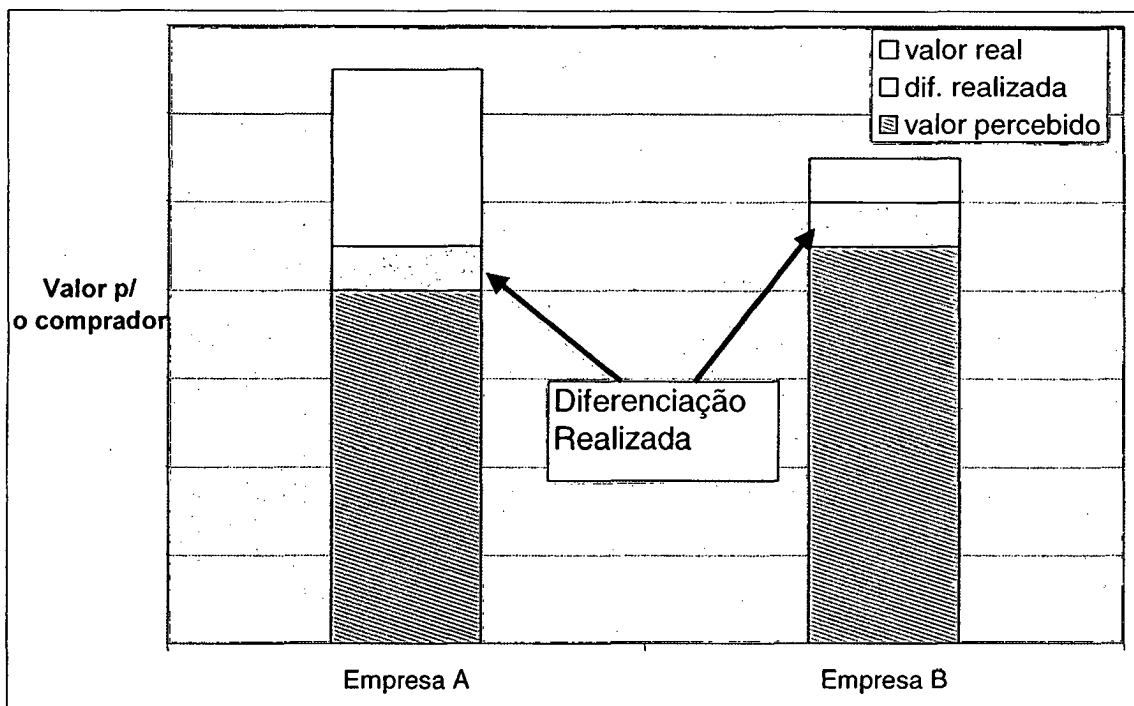 valor real
dif. realizada
valor percebido
Valor p/
o comprador
Diferenciação
Realizada
Empresa A
Empresa B